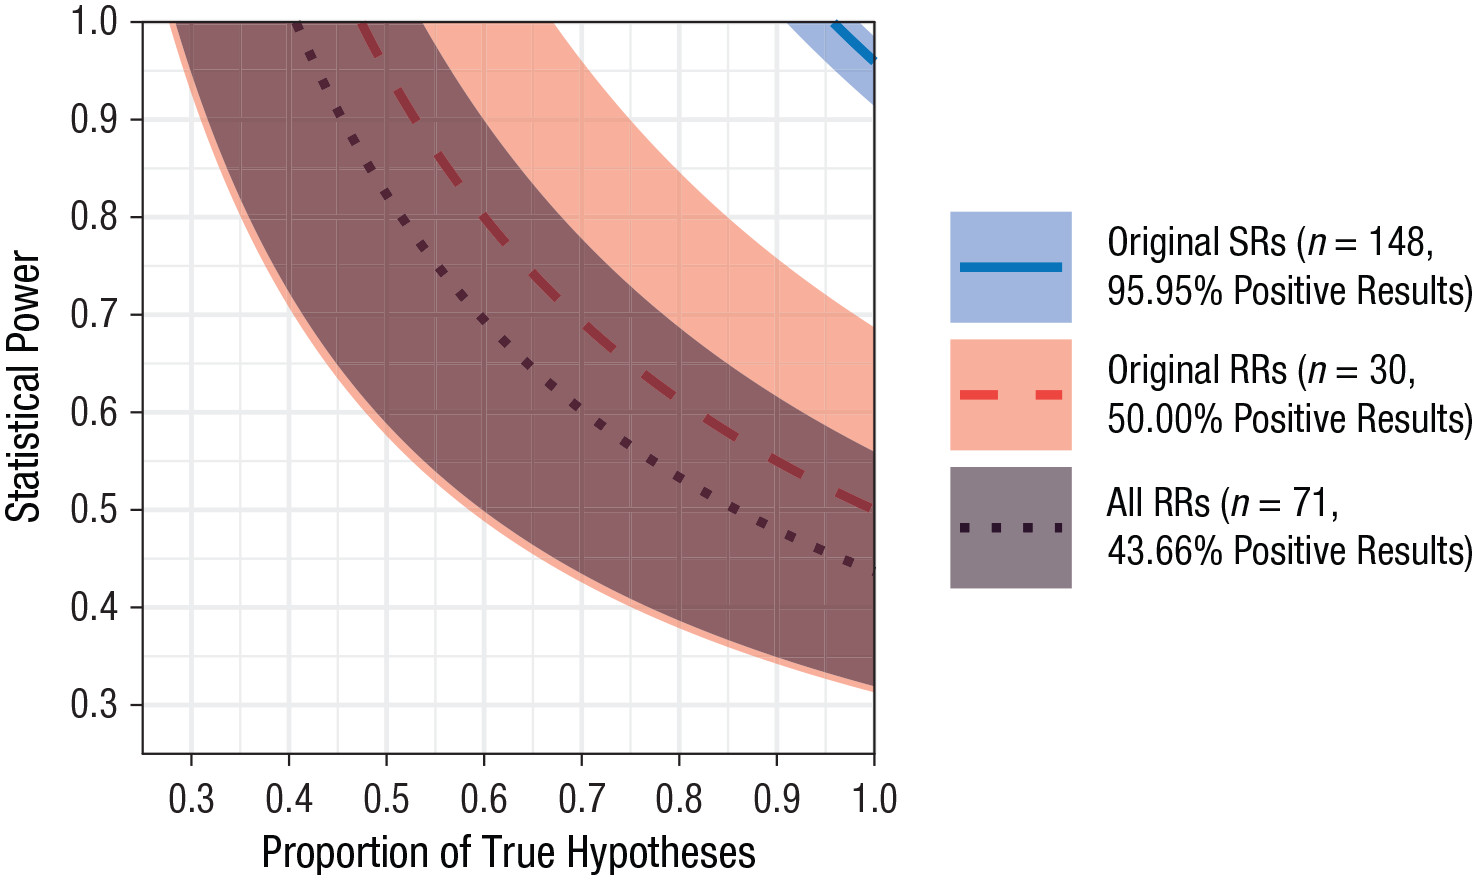 1.0
0.9
0.8
0.7
0.6
0.5
0.4
0.3
Statistical Power
0.3 0.4 0.5 0.6 0.7 0.8 0.9 1.0
Proportion of True Hypotheses
Original SRs (n = 148,
95.95% Positive Results)
Original RRs (n = 30,
50.00% Positive Results)
All RRs (n = 71,
43.66% Positive Results)